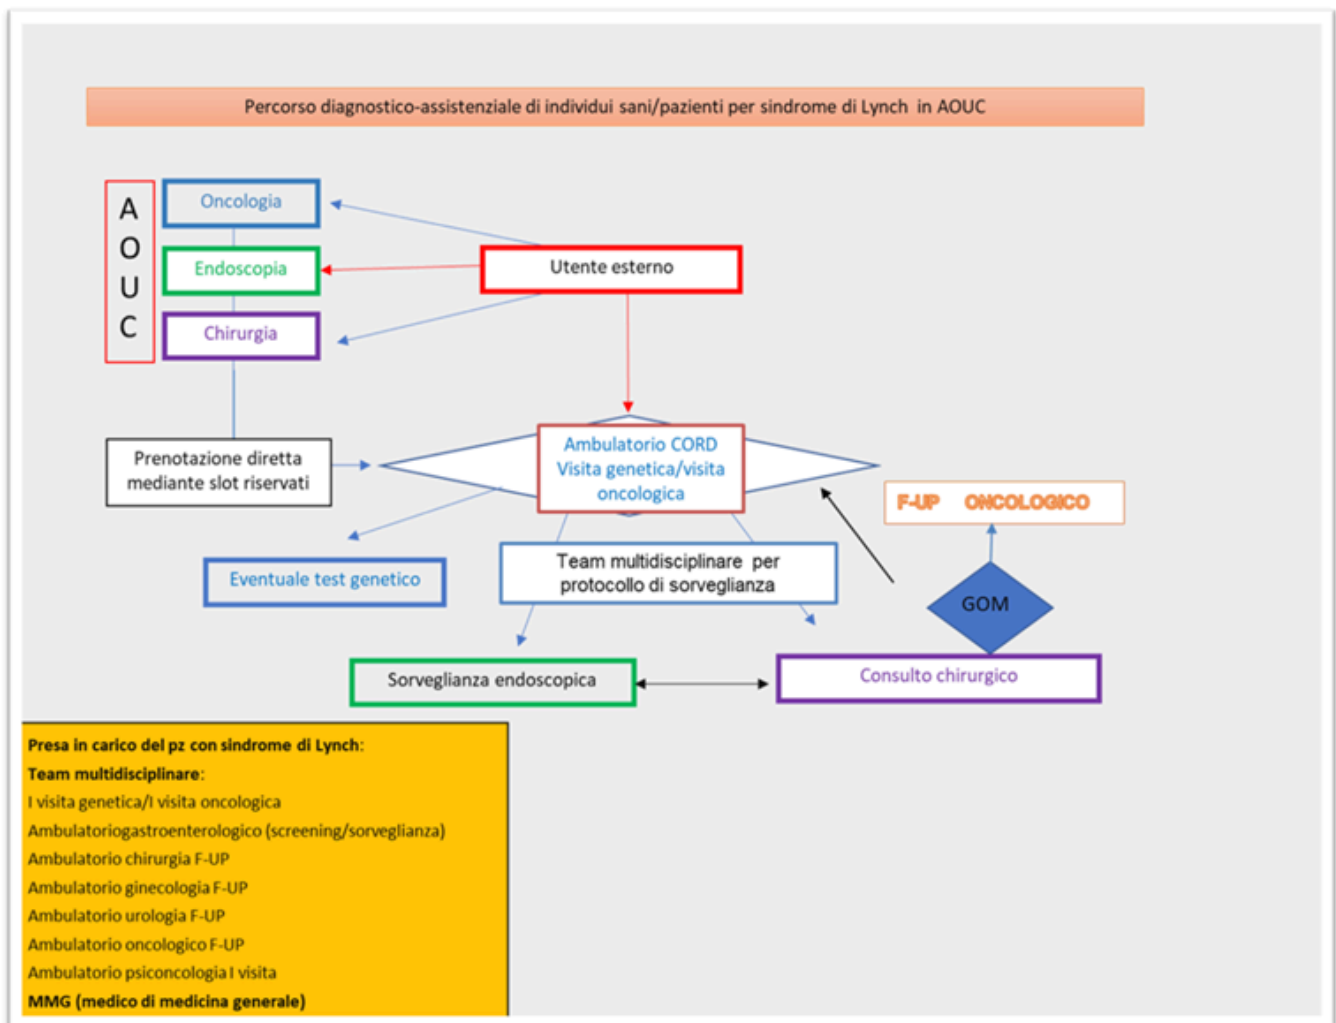 Percorso diagnostico-assistenziale di individui sani/pazienti per sindrome di Lynch in AOUC
A
O
U
C
Oncologia
Endoscopia
Chirurgia
Utente esterno
Prenotazione diretta
mediante slot riservati
Ambulatorio CORD
Visita genetica/visita
oncologica
F-UP ONCOLOGICO
Eventuale test genetico
Team multidisciplinare per
protocollo di sorveglianza
GOM
Sorveglianza endoscopica
Consulto chirurgico
Presa in carico del pz con sindrome di Lynch:
Team multidisciplinare:
I visita genetica/I visita oncologica
Ambulatoriogastroenterologico (screening/sorveglianza)
Ambulatorio chirurgia F-UP
Ambulatorio ginecologia F-UP
Ambulatorio urologia F-UP
Ambulatorio oncologico F-UP
Ambulatorio psiconcologia I visita
MMG (medico di medicina generale)